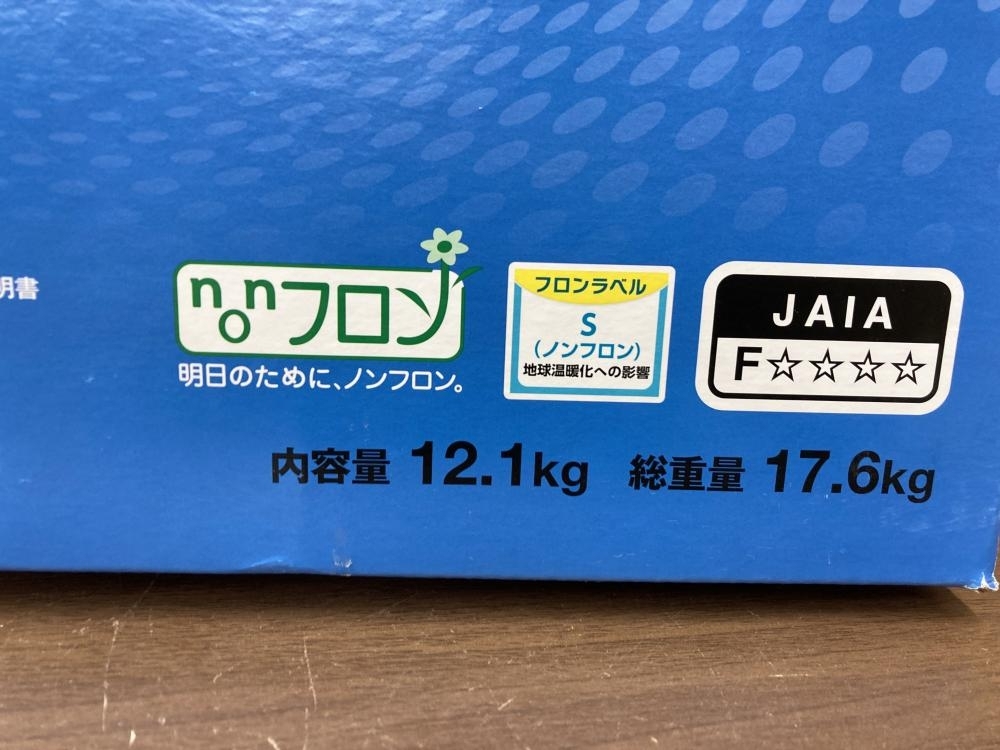 明書
nonフロン
明日のために、ノンフロン。
フロンラベル
S
(ノンフロン)
地球温暖化への影響
JAIA
F☆☆☆☆
内容量 12.1kg 総重量 17.6kg